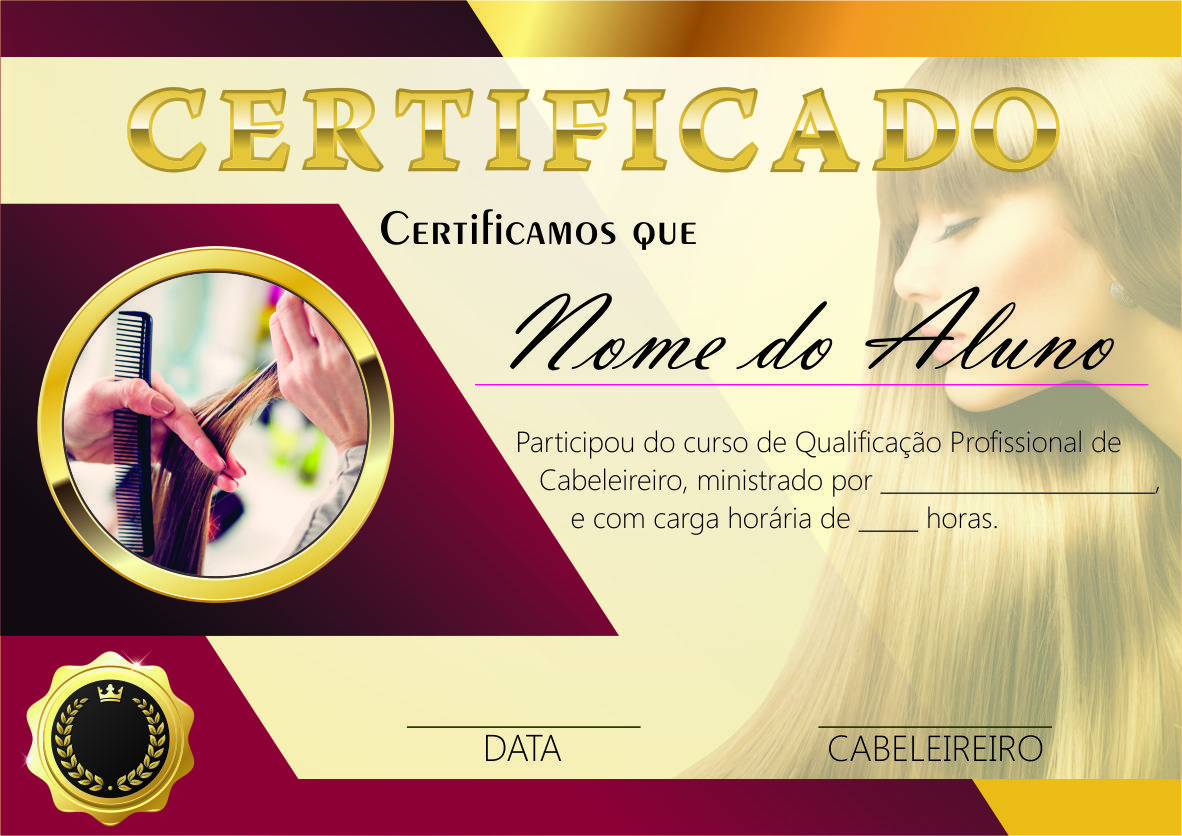 CERTIFICADO
Certificamos que
Nome do Aluno
Participou do curso de Qualificação Profissional de
Cabeleireiro, ministrado por ____________________,
e com carga horária de _____ horas.
DATA
CABELEIREIRO